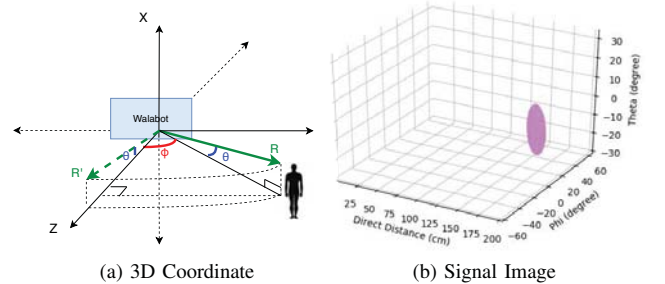 X
Walabot
R
θ
θ
Φ
R'
Z
(a) 3D Coordinate
30
20
10
0
−10
−20
−30
Theta (degree)
60
40
20
0
−20
−40
−60
Phi (degree)
25
50
75
100
125
150
175
200
Direct Distance (cm)
(b) Signal Image